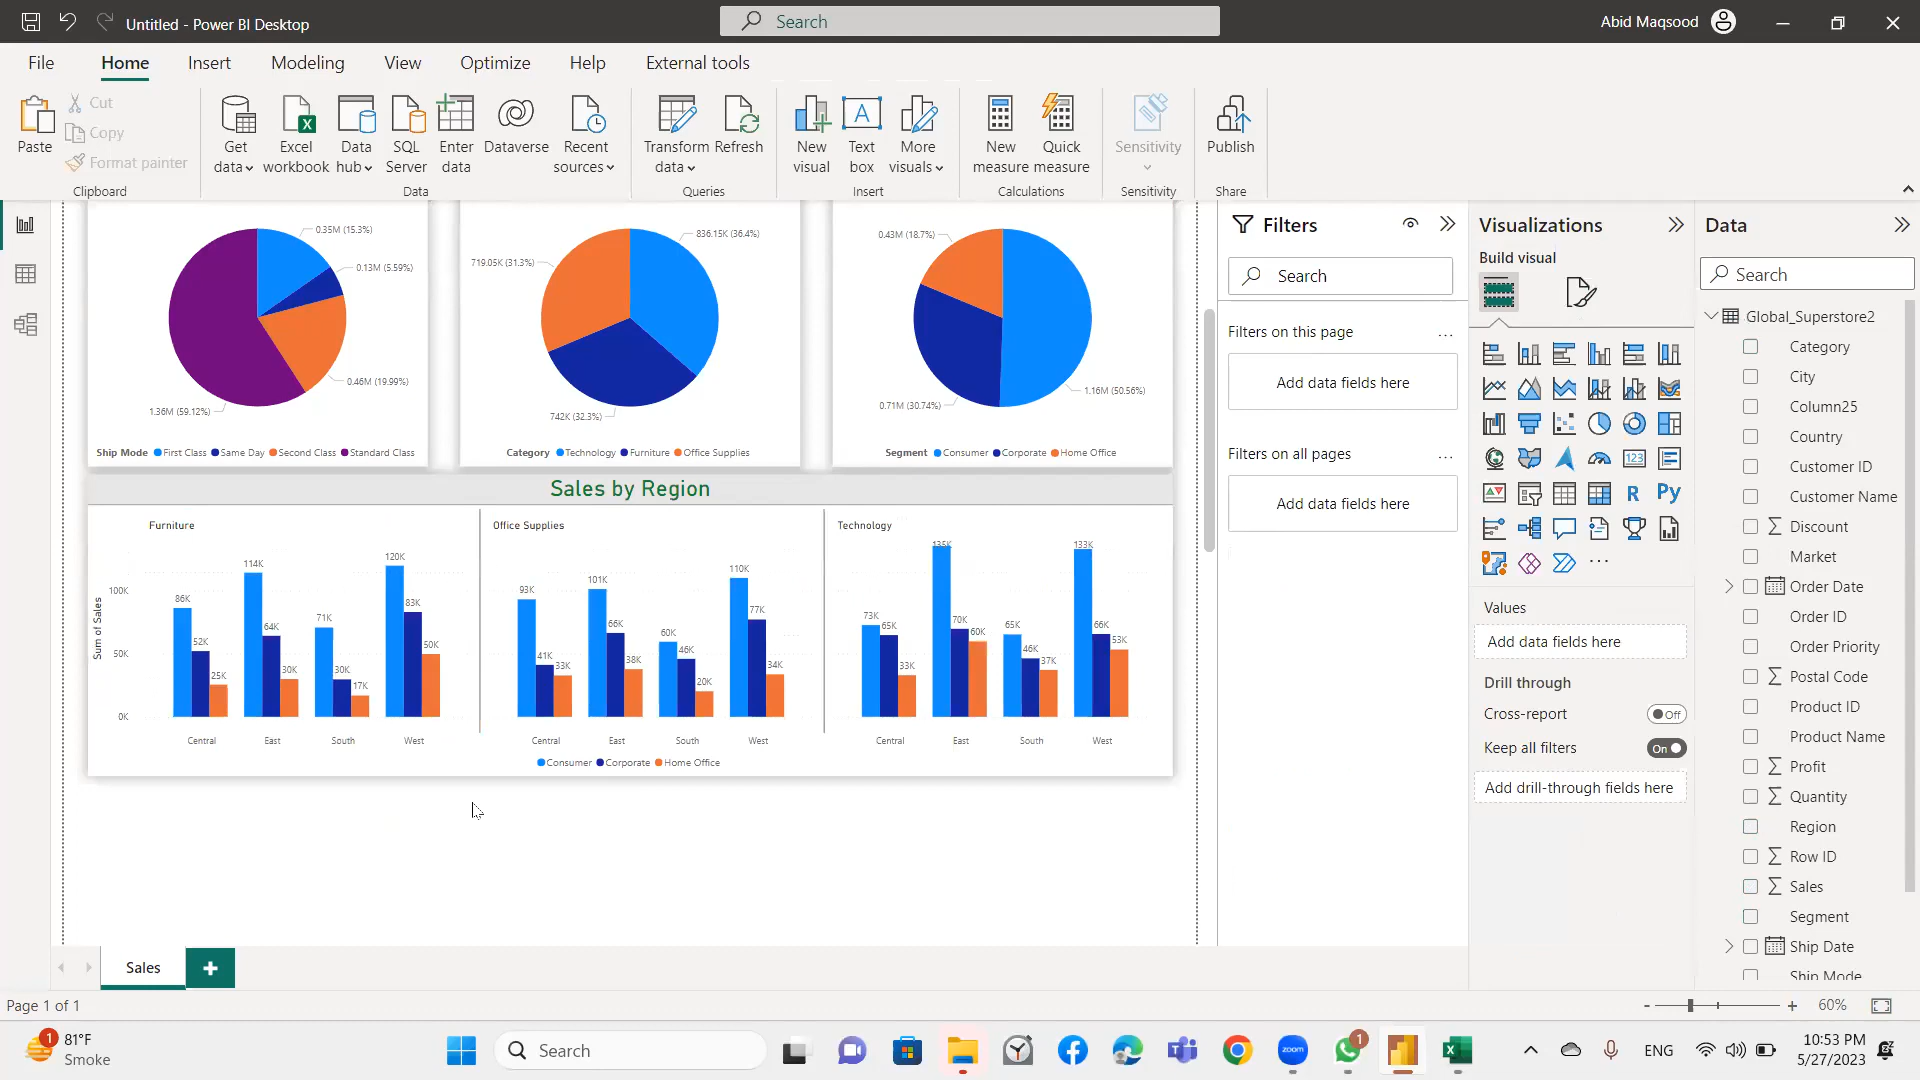 Untitled - Power BI Desktop
Search
Abid Maqsood
File
Home
Insert
Modeling
View
Optimize
Help
External tools
Paste
Cut
Copy
Format painter
Clipboard
Get data
Excel workbook
Data hub
SQL Server
Enter data
Dataverse
Recent sources
Data
Transform data
Refresh
Queries
New visual
Text box
More visuals
Insert
New measure
Quick measure
Calculations
Sensitivity
Sensitivity
Publish
Share
0.35M (15.3%)
0.13M (5.59%)
0.46M (19.99%)
1.36M (59.12%)
Ship Mode First Class Same Day Second Class Standard Class
836.15K (36.4%)
719.05K (31.3%)
742K (32.3%)
Category Technology Furniture Office Supplies
0.43M (18.7%)
0.71M (30.74%)
1.16M (50.56%)
Segment Consumer Corporate Home Office
Sales by Region
Sum of Sales
100K
50K
0K
Furniture
86K 52K 25K
114K 64K 30K
71K 30K 17K
120K 83K 50K
Central East South West
Office Supplies
93K 41K 33K
101K 66K 38K
60K 46K 20K
110K 77K 34K
Central East South West
Technology
73K 65K 33K
135K 70K 60K
65K 46K 37K
133K 66K 53K
Central East South West
Consumer Corporate Home Office
Filters
Search
Filters on this page
...
Add data fields here
Filters on all pages
...
Add data fields here
Visualizations
Build visual
123
R
Py
...
Values
Add data fields here
Drill through
Cross-report
Off
Keep all filters
On
Add drill-through fields here
Data
Search
Global_Superstore2
Category
City
Column25
Country
Customer ID
Customer Name
Discount
Market
Order Date
Order ID
Order Priority
Postal Code
Product ID
Product Name
Profit
Quantity
Region
Row ID
Sales
Segment
Ship Date
Ship Mode
Sales
Page 1 of 1
- + 60%
1
81°F
Smoke
Search
zoom
1
ENG
10:53 PM
5/27/2023